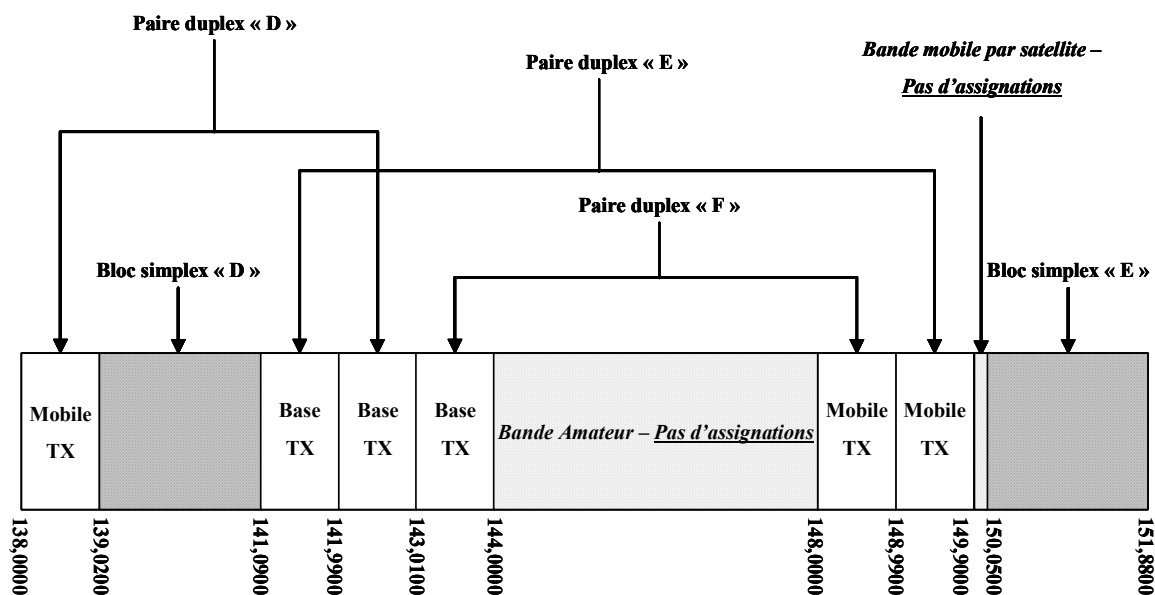 Paire duplex « D »
Paire duplex « E »
Bande mobile par satellite –
Pas d’assignations
Paire duplex « F »
Bloc simplex « D »
Bloc simplex « E »
Mobile
TX
Base
TX
Base
TX
Base
TX
Bande Amateur – Pas d’assignations
Mobile
TX
Mobile
TX
138,0000
139,0200
141,0900
141,9900
143,0100
144,0000
148,0000
148,9900
149,9000
150,0500
151,8800